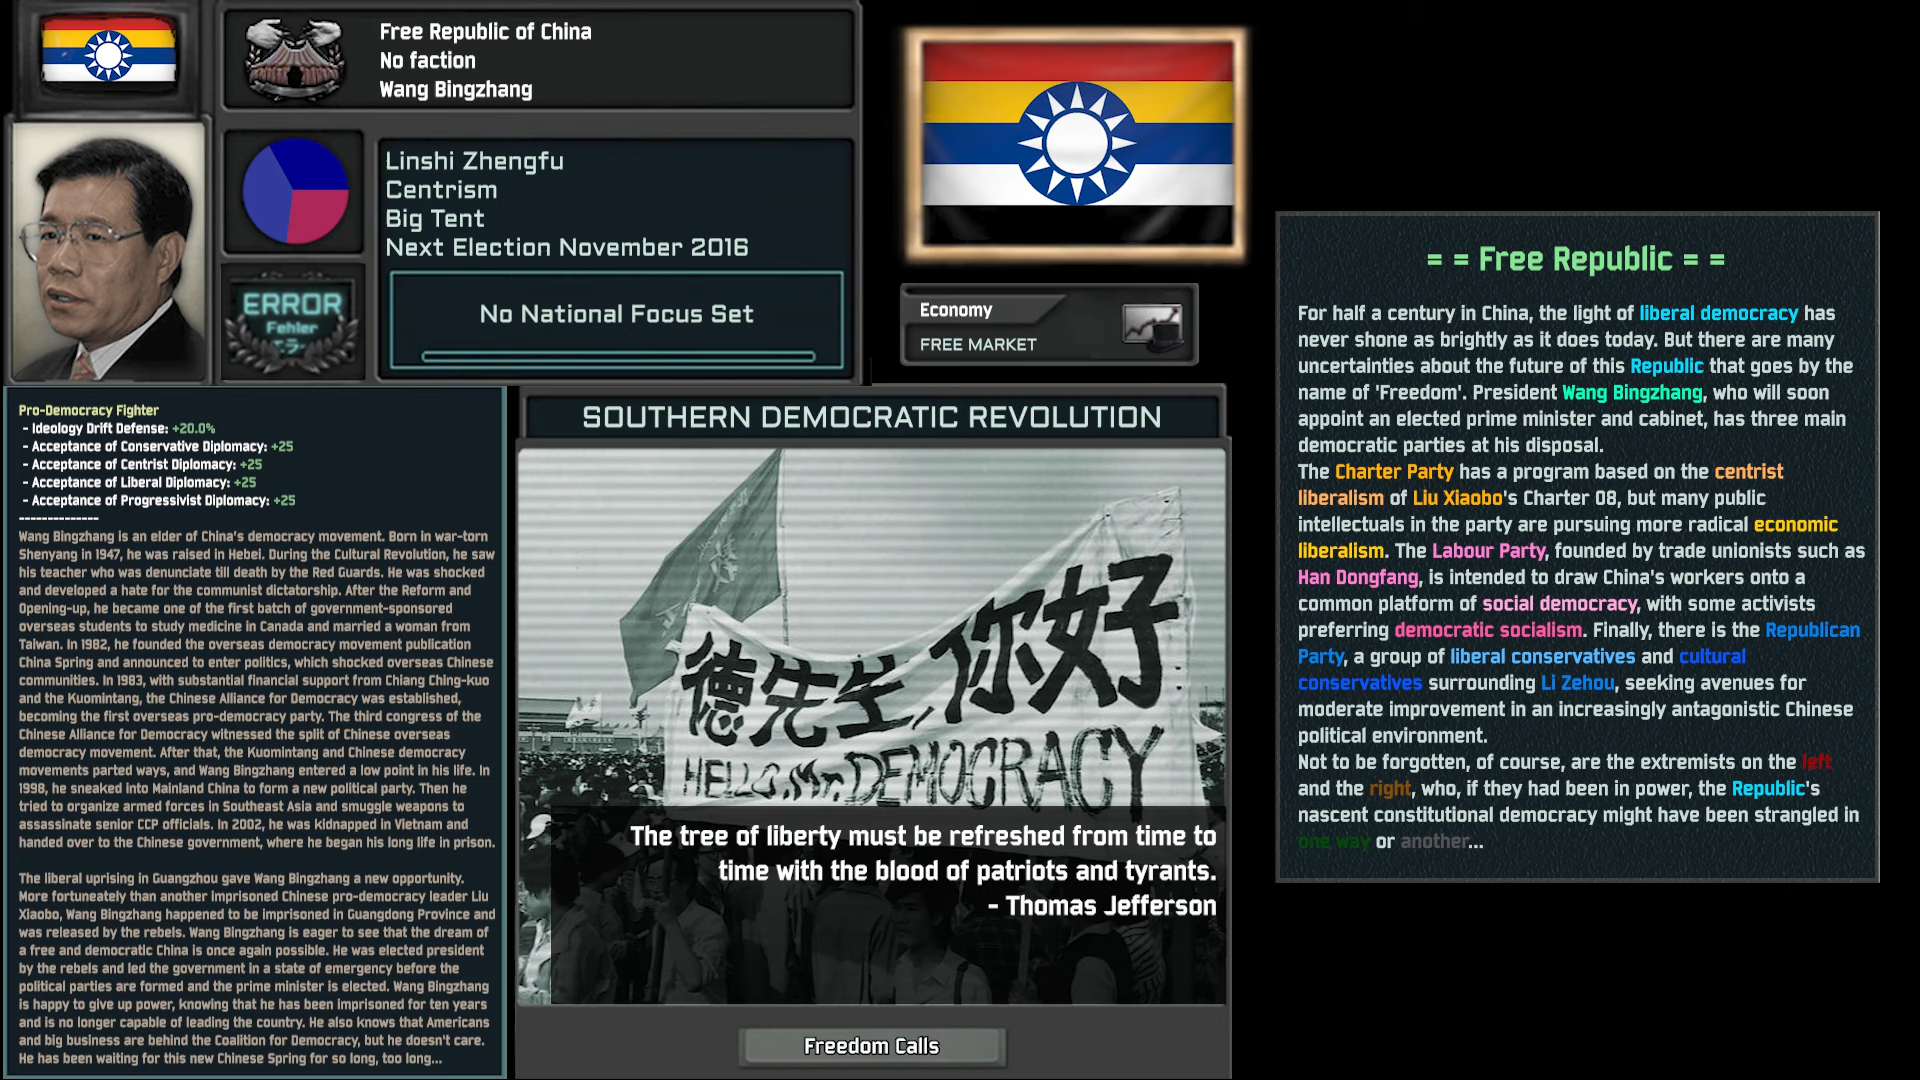 Free Republic of China
No faction
Wang Bingzhang
Linshi Zhengfu
Centrism
Big Tent
Next Election November 2016
ERROR
Fehler
エラー
No National Focus Set
Economy
FREE MARKET
Pro-Democracy Fighter
- Ideology Drift Defense: +20.0%
- Acceptance of Conservative Diplomacy: +25
- Acceptance of Centrist Diplomacy: +25
- Acceptance of Liberal Diplomacy: +25
- Acceptance of Progressivist Diplomacy: +25
--------------
Wang Bingzhang is an elder of China's democracy movement. Born in war-torn
Shenyang in 1947, he was raised in Hebei. During the Cultural Revolution, he saw
his teacher who was denunciate till death by the Red Guards. He was shocked
and developed a hate for the communist dictatorship. After the Reform and
Opening-up, he became one of the first batch of government-sponsored
overseas students to study medicine in Canada and married a woman from
Taiwan. In 1982, he founded the overseas democracy movement publication
China Spring and announced to enter politics, which shocked overseas Chinese
communities. In 1983, with substantial financial support from Chiang Ching-kuo
and the Kuomintang, the Chinese Alliance for Democracy was established,
becoming the first overseas pro-democracy party. The third congress of the
Chinese Alliance for Democracy witnessed the split of Chinese overseas
democracy movement. After that, the Kuomintang and Chinese democracy
movements parted ways, and Wang Bingzhang entered a low point in his life. In
1998, he sneaked into Mainland China to form a new political party. Then he
tried to organize armed forces in Southeast Asia and smuggle weapons to
assassinate senior CCP officials. In 2002, he was kidnapped in Vietnam and
handed over to the Chinese government, where he began his long life in prison.
The liberal uprising in Guangzhou gave Wang Bingzhang a new opportunity.
More fortuneately than another imprisoned Chinese pro-democracy leader Liu
Xiaobo, Wang Bingzhang happened to be imprisoned in Guangdong Province and
was released by the rebels. Wang Bingzhang is eager to see that the dream of
a free and democratic China is once again possible. He was elected president
by the rebels and led the government in a state of emergency before the
political parties are formed and the prime minister is elected. Wang Bingzhang
is happy to give up power, knowing that he has been imprisoned for ten years
and is no longer capable of leading the country. He also knows that Americans
and big business are behind the Coalition for Democracy, but he doesn't care.
He has been waiting for this new Chinese Spring for so long, too long...
SOUTHERN DEMOCRATIC REVOLUTION
德先生,你好
HELLO, Mr. DEMOCRACY
The tree of liberty must be refreshed from time to
time with the blood of patriots and tyrants.
- Thomas Jefferson
Freedom Calls
= = Free Republic = =
For half a century in China, the light of liberal democracy has
never shone as brightly as it does today. But there are many
uncertainties about the future of this Republic that goes by the
name of 'Freedom'. President Wang Bingzhang, who will soon
appoint an elected prime minister and cabinet, has three main
democratic parties at his disposal.
The Charter Party has a program based on the centrist
liberalism of Liu Xiaobo's Charter 08, but many public
intellectuals in the party are pursuing more radical economic
liberalism. The Labour Party, founded by trade unionists such as
Han Dongfang, is intended to draw China's workers onto a
common platform of social democracy, with some activists
preferring democratic socialism. Finally, there is the Republican
Party, a group of liberal conservatives and cultural
conservatives surrounding Li Zehou, seeking avenues for
moderate improvement in an increasingly antagonistic Chinese
political environment.
Not to be forgotten, of course, are the extremists on the left
and the right, who, if they had been in power, the Republic's
nascent constitutional democracy might have been strangled in
one way or another...